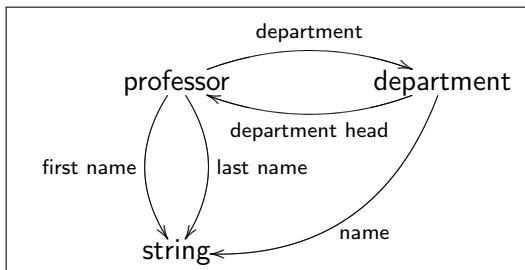 department
professor
department
department head
first name
last name
name
string